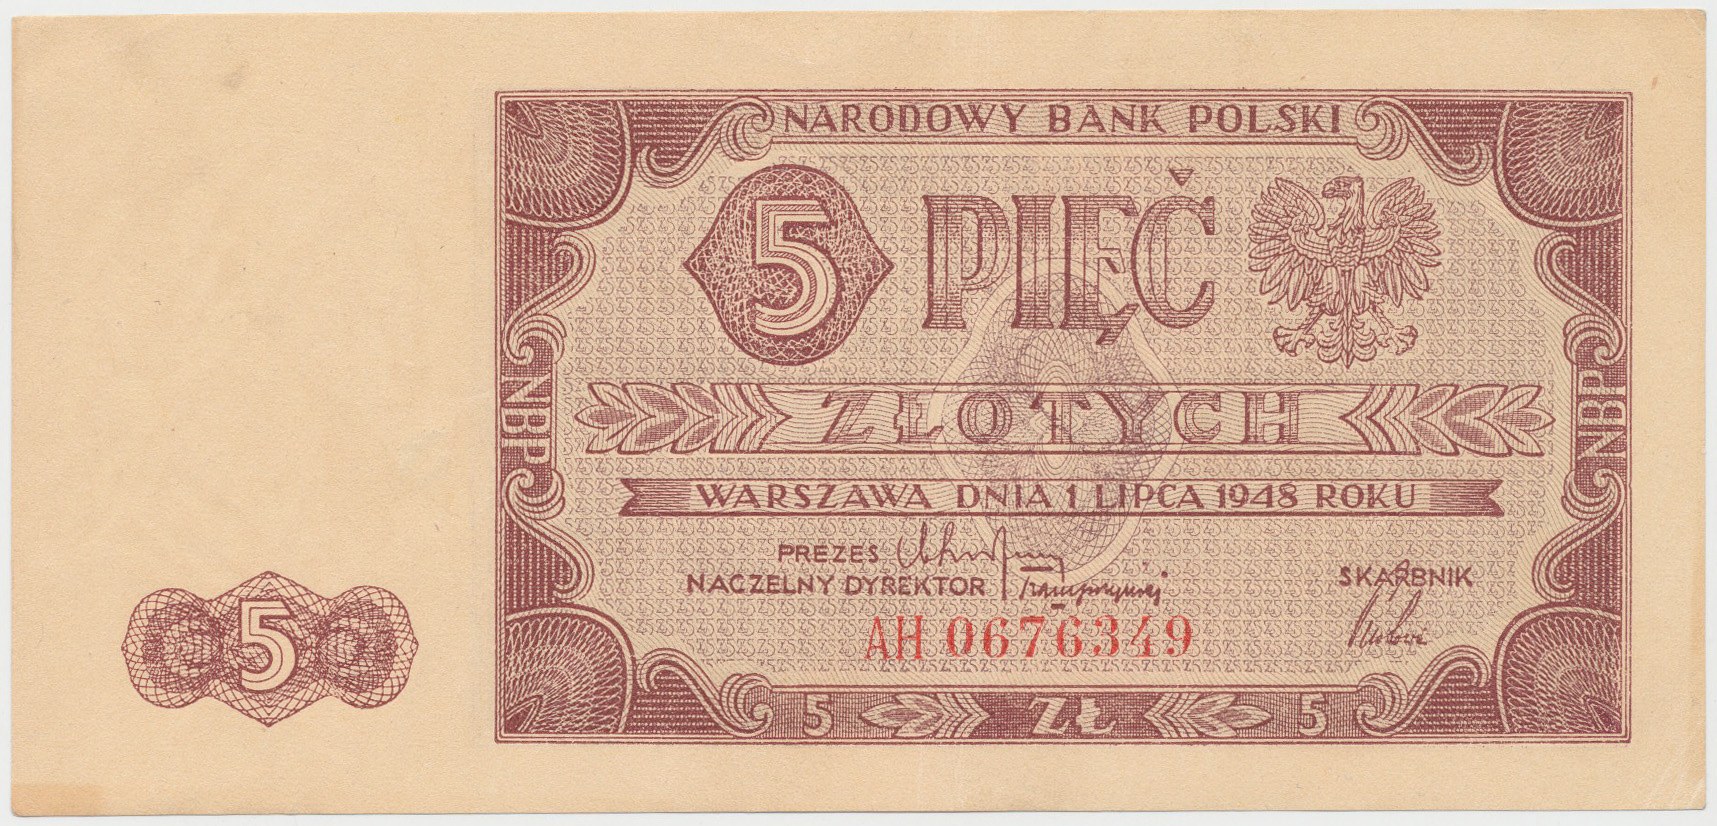 NARODOWY BANK POLSKI
5 PIĘĆ
ZŁOTYCH
WARSZAWA DNIA 1 LIPCA 1948 ROKU
PREZES
NACZELNY DYREKTOR
SKARBNIK
AH 0676349
5 ZŁ 5
NBP
NBP
5